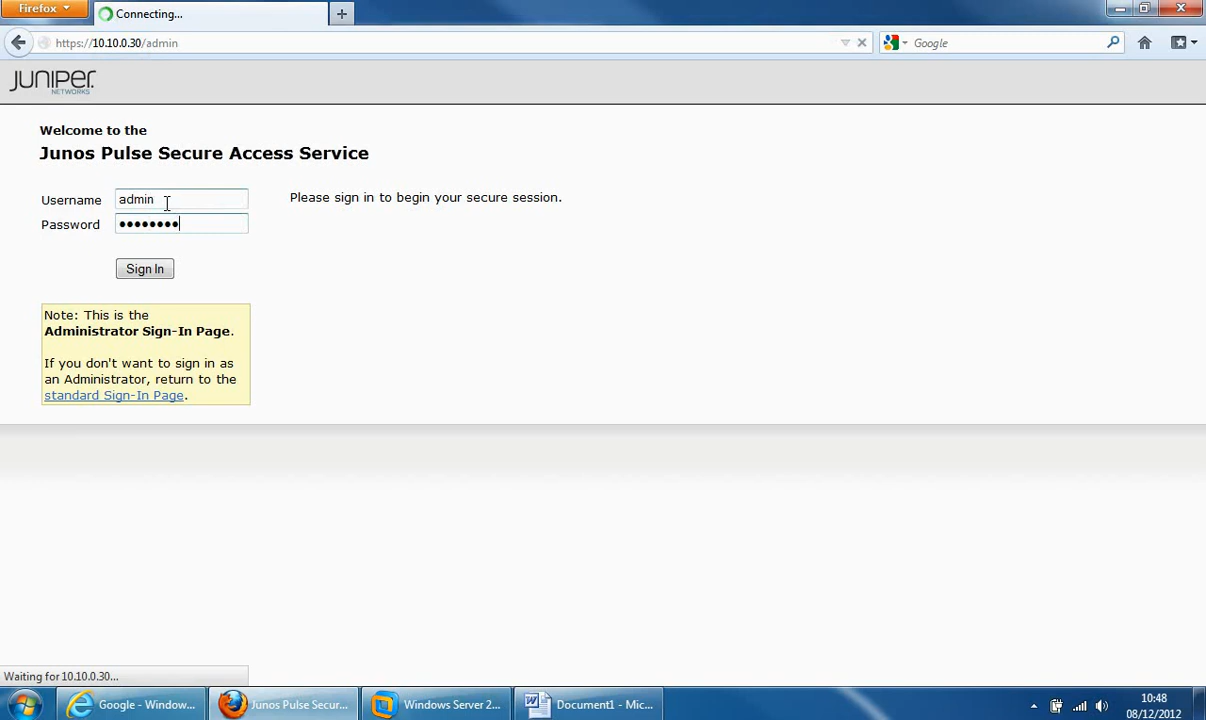 Firefox
Connecting...
https://10.10.0.30/admin
Google
JUNIPER
NETWORKS
Welcome to the
Junos Pulse Secure Access Service
Username admin
Please sign in to begin your secure session.
Password ••••••••
Sign In
Note: This is the
Administrator Sign-In Page.
If you don't want to sign in as
an Administrator, return to the
standard Sign-In Page.
Waiting for 10.10.0.30...
Google - Window...
Junos Pulse Secur...
Windows Server 2...
Document1 - Mic...
10:48
08/12/2012